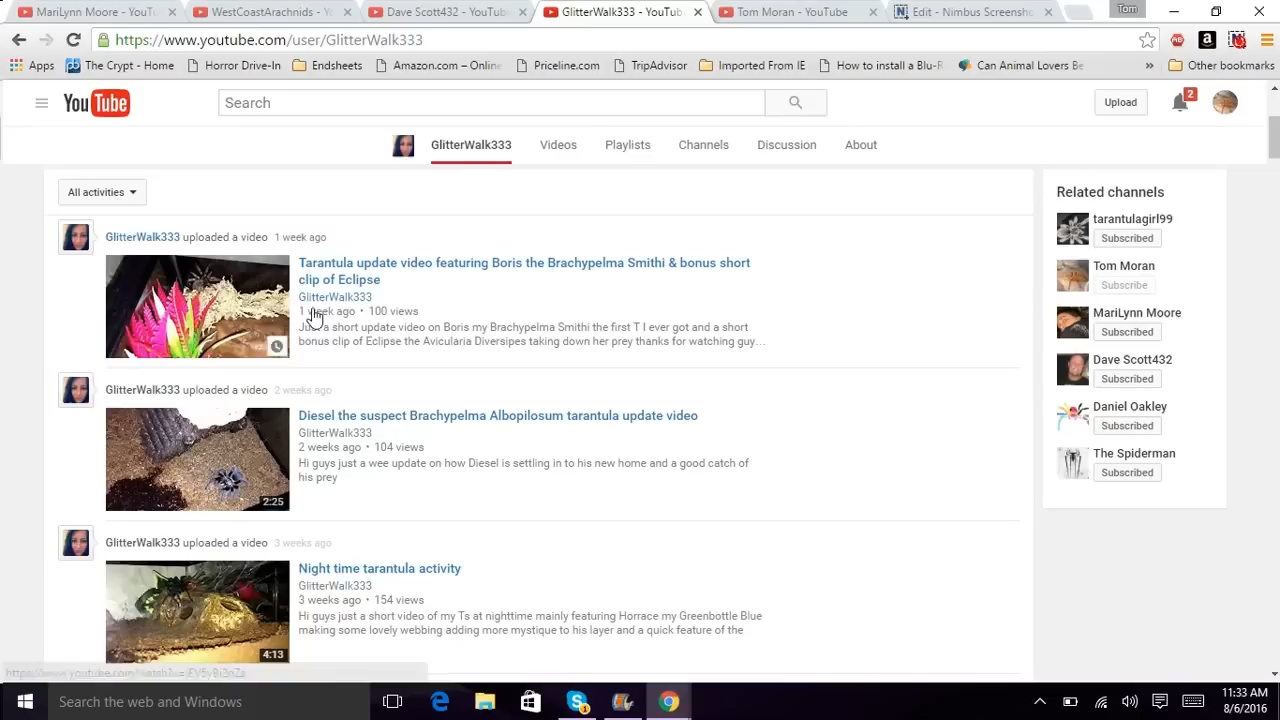 MariLynn Moore - YouTu
WestCoastArachnids - Y
Dave Scott432 - YouTub
GlitterWalk333 - YouTub
Tom Moran - YouTube
Edit - Nimbus Screensho
Tom
https://www.youtube.com/user/GlitterWalk333
Apps
The Crypt - Home
Horror Drive-In
Endsheets
Amazon.com – Online
Priceline.com
TripAdvisor
Imported From IE
How to install a Blu-R
Can Animal Lovers Be
»
Other bookmarks
YouTube
Search
Upload
2
GlitterWalk333
Videos
Playlists
Channels
Discussion
About
All activities
GlitterWalk333 uploaded a video 1 week ago
Tarantula update video featuring Boris the Brachypelma Smithi & bonus short
clip of Eclipse
GlitterWalk333
1 week ago • 100 views
Just a short update video on Boris my Brachypelma Smithi the first T I ever got and a short
bonus clip of Eclipse the Avicularia Diversipes taking down her prey thanks for watching guy…
GlitterWalk333 uploaded a video 2 weeks ago
Diesel the suspect Brachypelma Albopilosum tarantula update video
GlitterWalk333
2 weeks ago • 104 views
Hi guys just a wee update on how Diesel is settling in to his new home and a good catch of
his prey
2:25
GlitterWalk333 uploaded a video 3 weeks ago
Night time tarantula activity
GlitterWalk333
3 weeks ago • 154 views
Hi guys just a short video of my Ts at nighttime mainly featuring Horrace my Greenbottle Blue
making some lovely webbing adding more mystique to his layer and a quick feature of the
4:13
Related channels
tarantulagirl99
Subscribed
Tom Moran
Subscribe
MariLynn Moore
Subscribed
Dave Scott432
Subscribed
Daniel Oakley
Subscribed
The Spiderman
Subscribed
Search the web and Windows
11:33 AM
8/6/2016